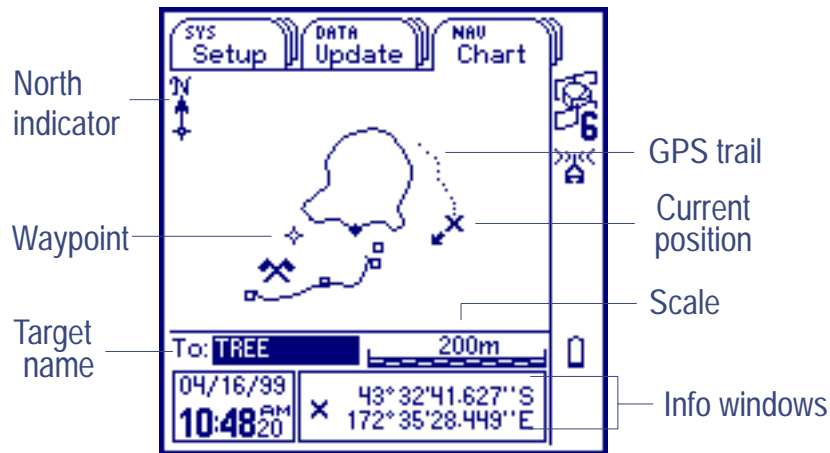 SYS
Setup
DATA
Update
NAV
Chart
N
North
indicator
6
GPS trail
Current
position
Waypoint
Scale
Target
name
To: TREE
200m
04/16/99
10:48 AM
20
× 43°32'41.627''S
172°35'28.449''E
Info windows